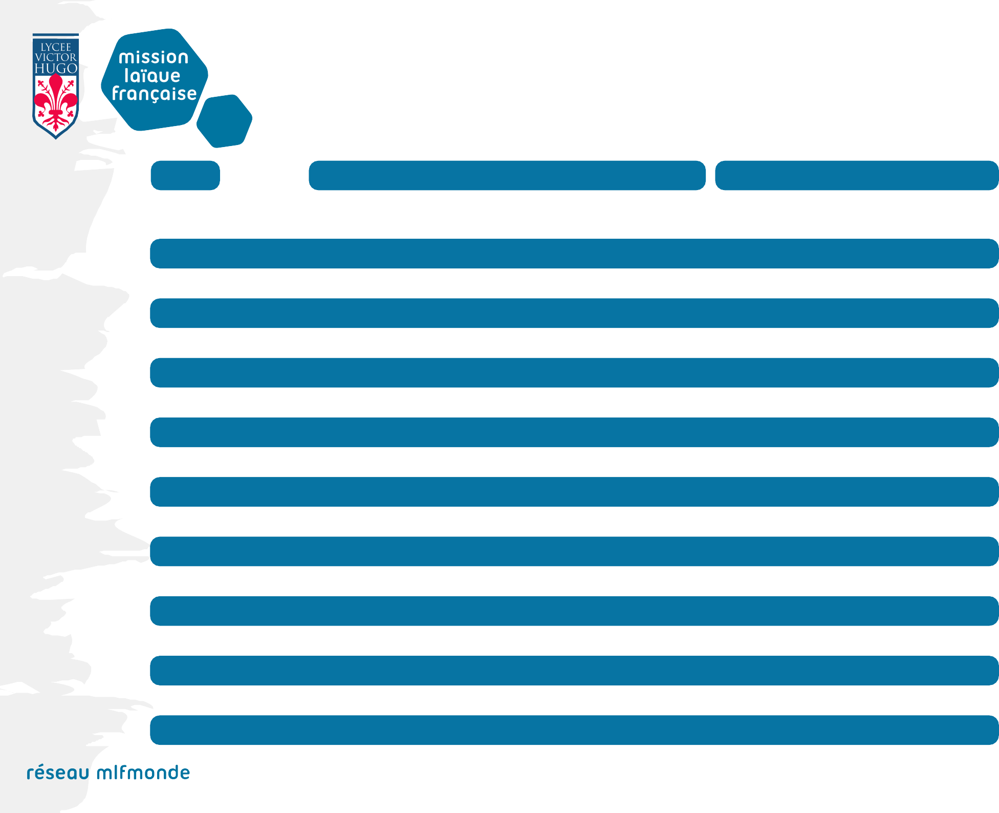 LYCEE
VICTOR
HUGO
mission
laïque
française
réseau mlfmonde